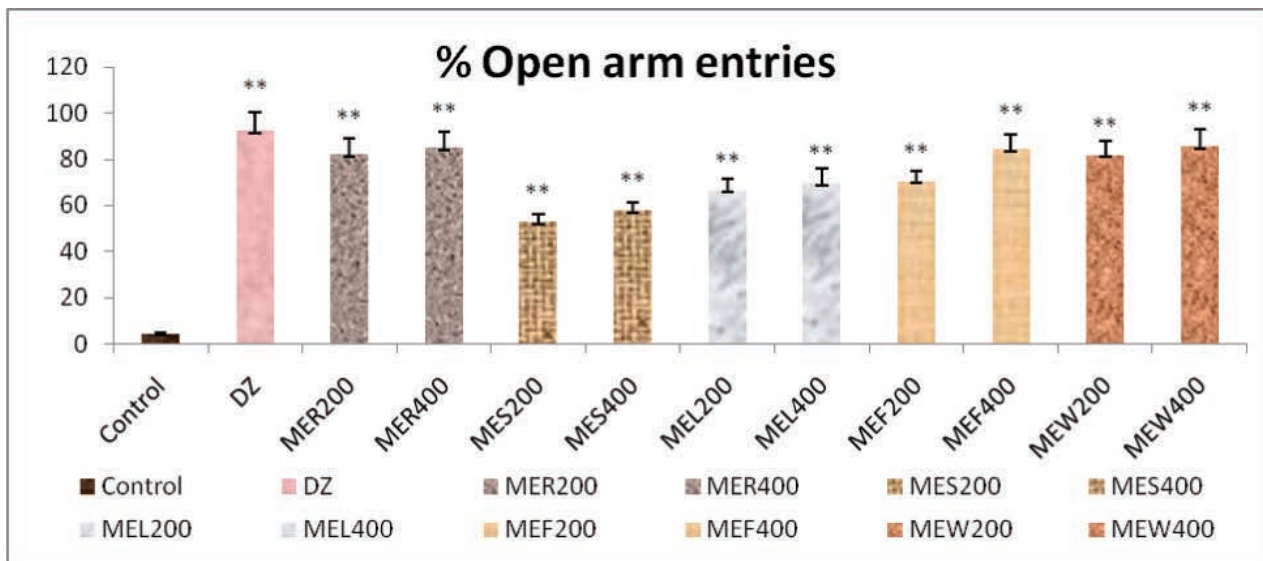 % Open arm entries
120
100
80
60
40
20
0
** ** ** ** ** ** ** ** ** ** **
Control DZ MER200 MER400 MES200 MES400 MEL200 MEL400 MEF200 MEF400 MEW200 MEW400
Control DZ MER200 MER400 MES200 MES400
MEL200 MEL400 MEF200 MEF400 MEW200 MEW400